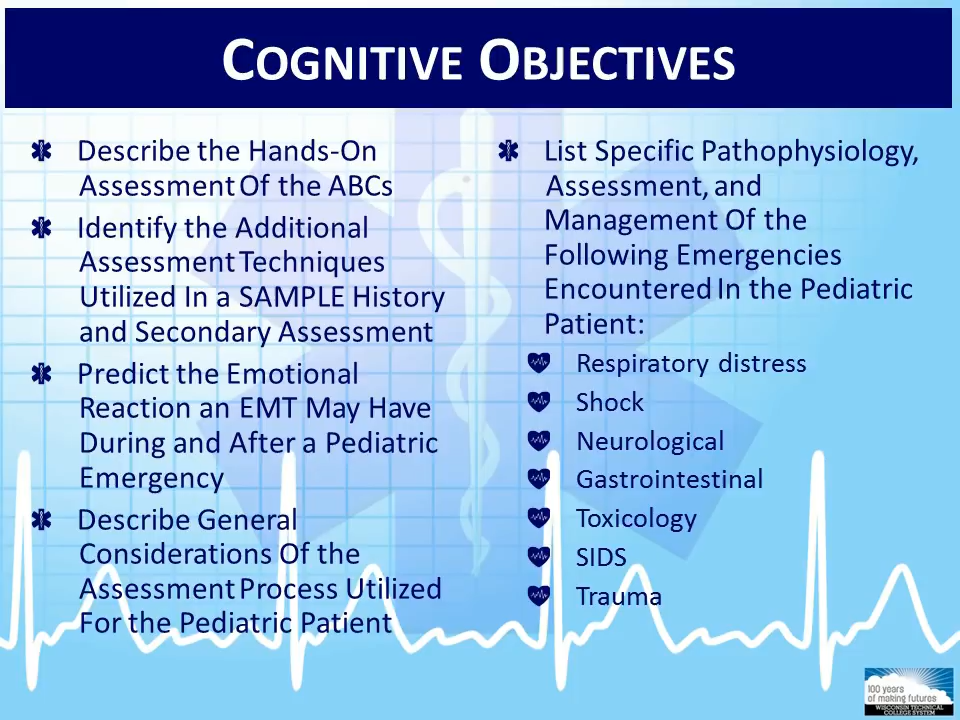 COGNITIVE OBJECTIVES
Describe the Hands-On
Assessment Of the ABCs
Identify the Additional
Assessment Techniques
Utilized In a SAMPLE History
and Secondary Assessment
Predict the Emotional
Reaction an EMT May Have
During and After a Pediatric
Emergency
Describe General
Considerations Of the
Assessment Process Utilized
For the Pediatric Patient
List Specific Pathophysiology,
Assessment, and
Management Of the
Following Emergencies
Encountered In the Pediatric
Patient:
Respiratory distress
Shock
Neurological
Gastrointestinal
Toxicology
SIDS
Trauma
100 years
of making futures
WISCONSIN TECHNICAL
COLLEGE SYSTEM